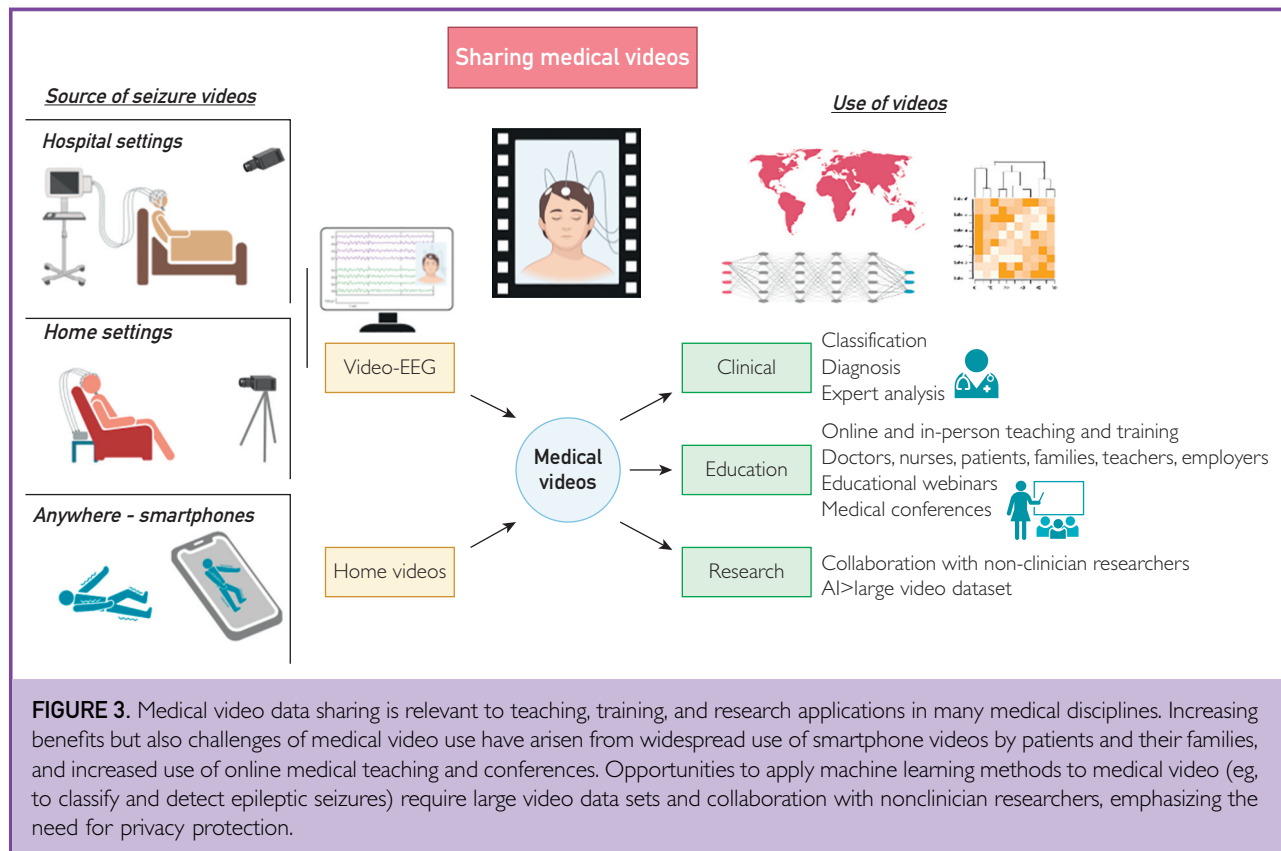 Sharing medical videos
Source of seizure videos
Hospital settings
Home settings
Anywhere - smartphones
Video-EEG
Home videos
Medical
videos
Use of videos
Clinical
Classification
Diagnosis
Expert analysis
Education
Online and in-person teaching and training
Doctors, nurses, patients, families, teachers, employers
Educational webinars
Medical conferences
Research
Collaboration with non-clinician researchers
AI>large video dataset
FIGURE 3. Medical video data sharing is relevant to teaching, training, and research applications in many medical disciplines. Increasing
benefits but also challenges of medical video use have arisen from widespread use of smartphone videos by patients and their families,
and increased use of online medical teaching and conferences. Opportunities to apply machine learning methods to medical video (eg,
to classify and detect epileptic seizures) require large video data sets and collaboration with nonclinician researchers, emphasizing the
need for privacy protection.